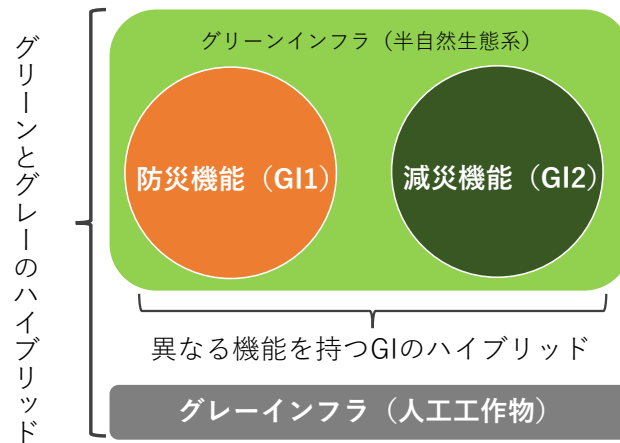 グリーンとグレーのハイブリッド
グリーンインフラ（半自然生態系）
防災機能（GI1）
減災機能（GI2）
異なる機能を持つGIのハイブリッド
グレーインフラ（人工工作物）